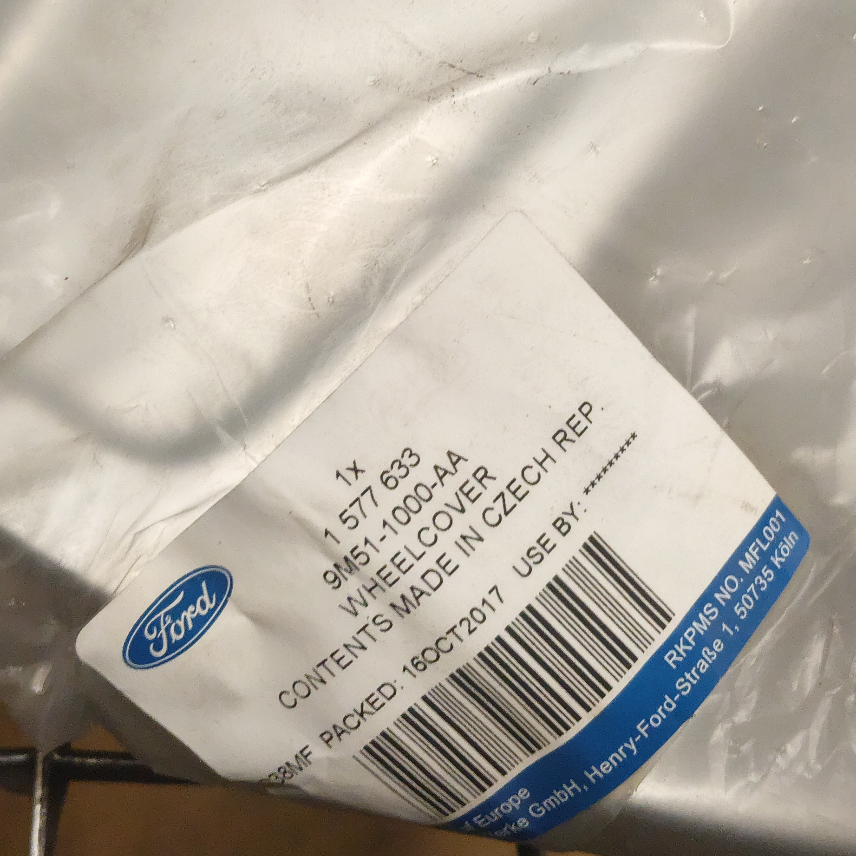 1x
1 577 633
9M51-1000-AA
WHEELCOVER
CONTENTS MADE IN CZECH REP.
PACKED: 16OCT2017 USE BY: *********
Ford
RKPMS NO. MFL001
Europe
GmbH, Henry-Ford-Straße 1, 50735 Köln